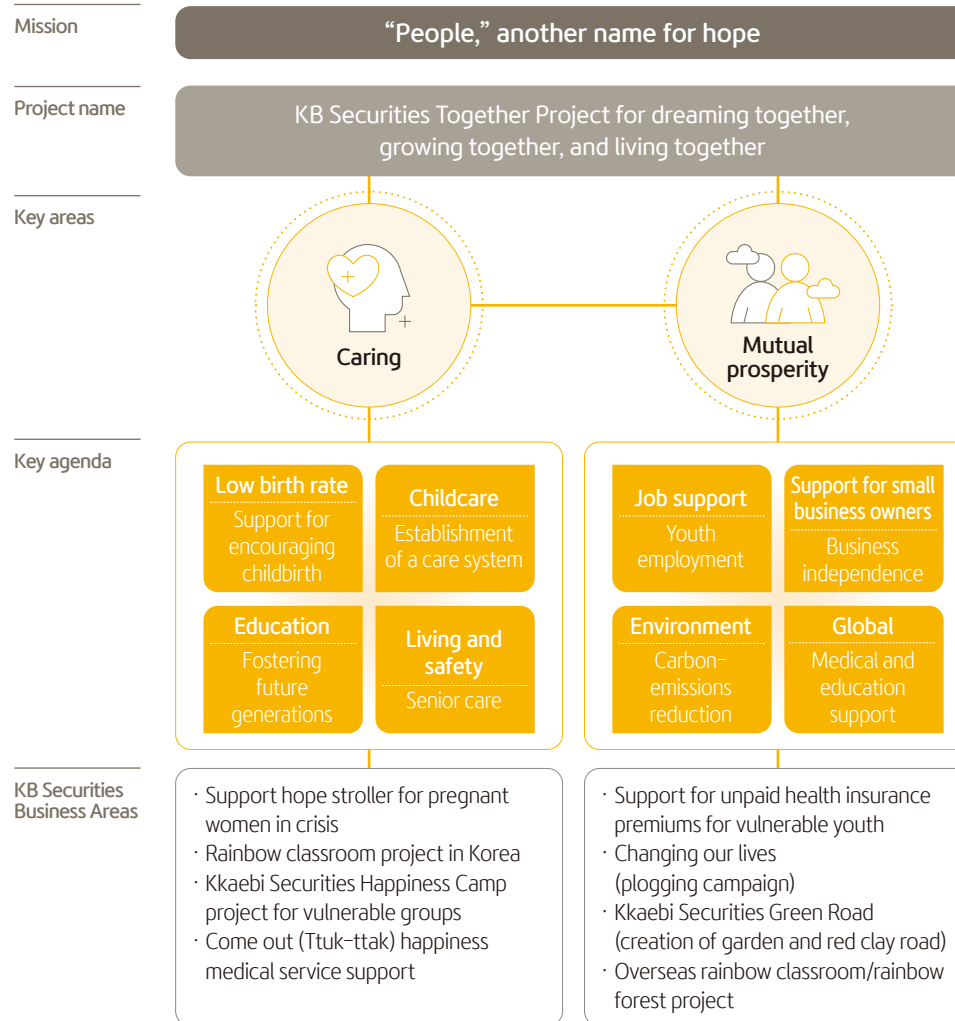 Mission
“People,” another name for hope
Project name
KB Securities Together Project for dreaming together,
growing together, and living together
Key areas
Caring
Mutual
prosperity
Key agenda
Low birth rate
Support for
encouraging
childbirth
Childcare
Establishment
of a care system
Education
Fostering
future
generations
Living and
safety
Senior care
Job support
Youth
employment
Support for small
business owners
Business
independence
Environment
Carbon-
emissions
reduction
Global
Medical and
education
support
KB Securities
Business Areas
· Support hope stroller for pregnant
women in crisis
· Rainbow classroom project in Korea
· Kkaebi Securities Happiness Camp
project for vulnerable groups
· Come out (Ttuk-ttak) happiness
medical service support
· Support for unpaid health insurance
premiums for vulnerable youth
· Changing our lives
(plogging campaign)
· Kkaebi Securities Green Road
(creation of garden and red clay road)
· Overseas rainbow classroom/rainbow
forest project